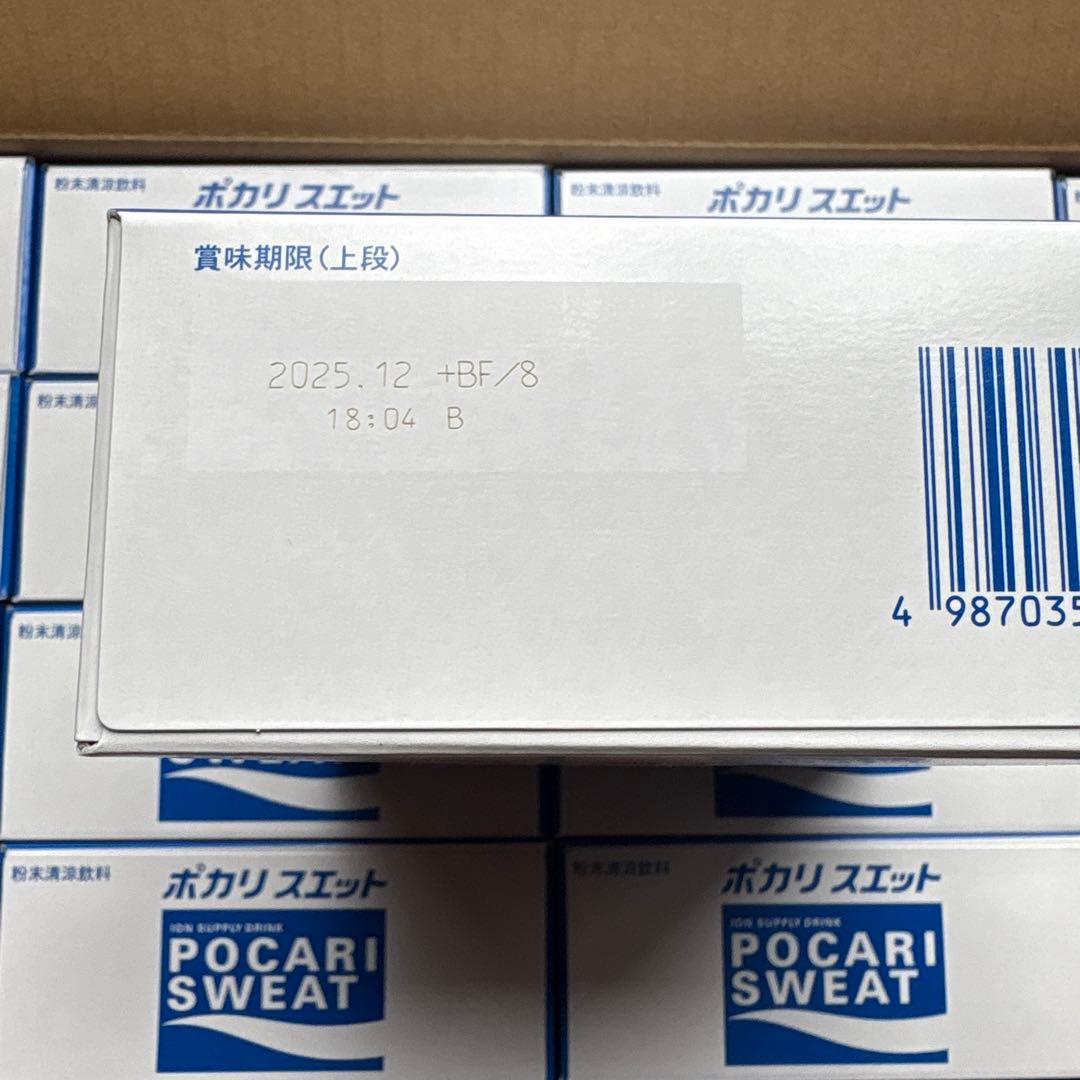 粉末清涼飲料
ポカリスエット
粉末清涼飲料
ポカリスエット
賞味期限(上段)
2025.12 +BF/8
18:04 B
4 987035
粉末清涼
粉末清涼
SWEAT
粉末清涼飲料
ポカリスエット
ION SUPPLY DRINK
POCARI
SWEAT
粉末清涼飲料
ポカリスエット
ION SUPPLY DRINK
POCARI
SWEAT